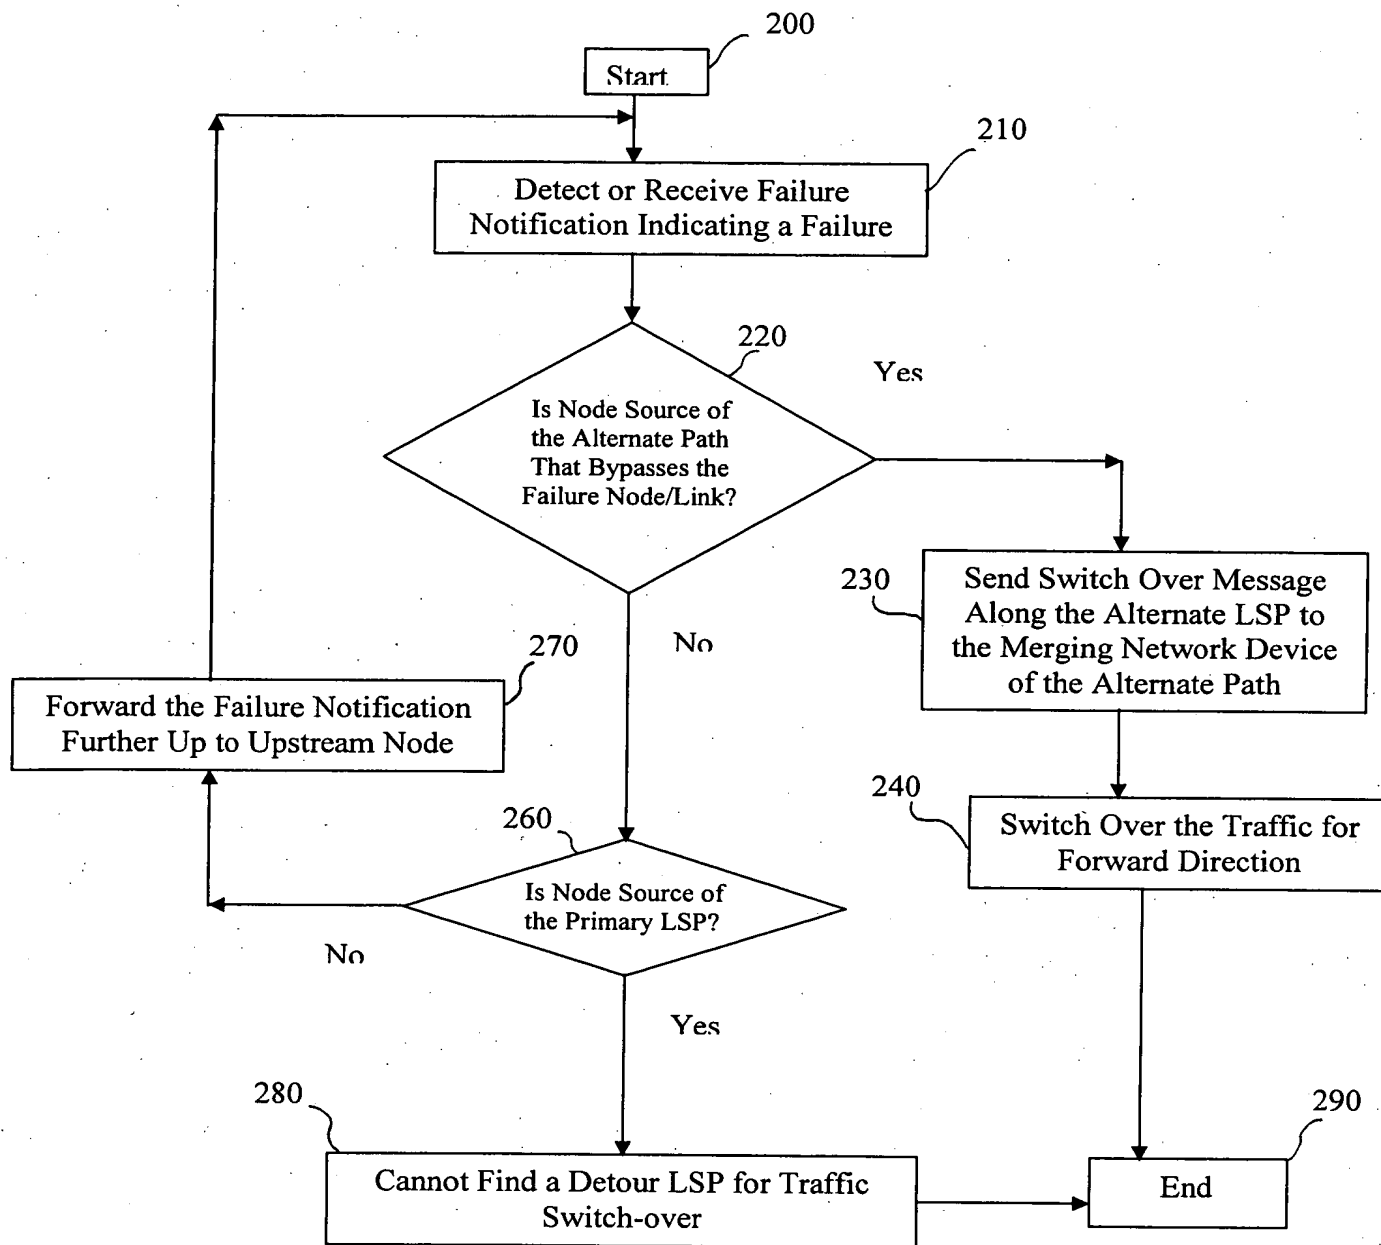 200
Start
210
Detect or Receive Failure
Notification Indicating a Failure
220
Yes
Is Node Source of
the Alternate Path
That Bypasses the
Failure Node/Link?
230
Send Switch Over Message
Along the Alternate LSP to
the Merging Network Device
of the Alternate Path
No
270
Forward the Failure Notification
Further Up to Upstream Node
240
Switch Over the Traffic for
Forward Direction
260
Is Node Source of
the Primary LSP?
No
Yes
280
Cannot Find a Detour LSP for Traffic
Switch-over
290
End